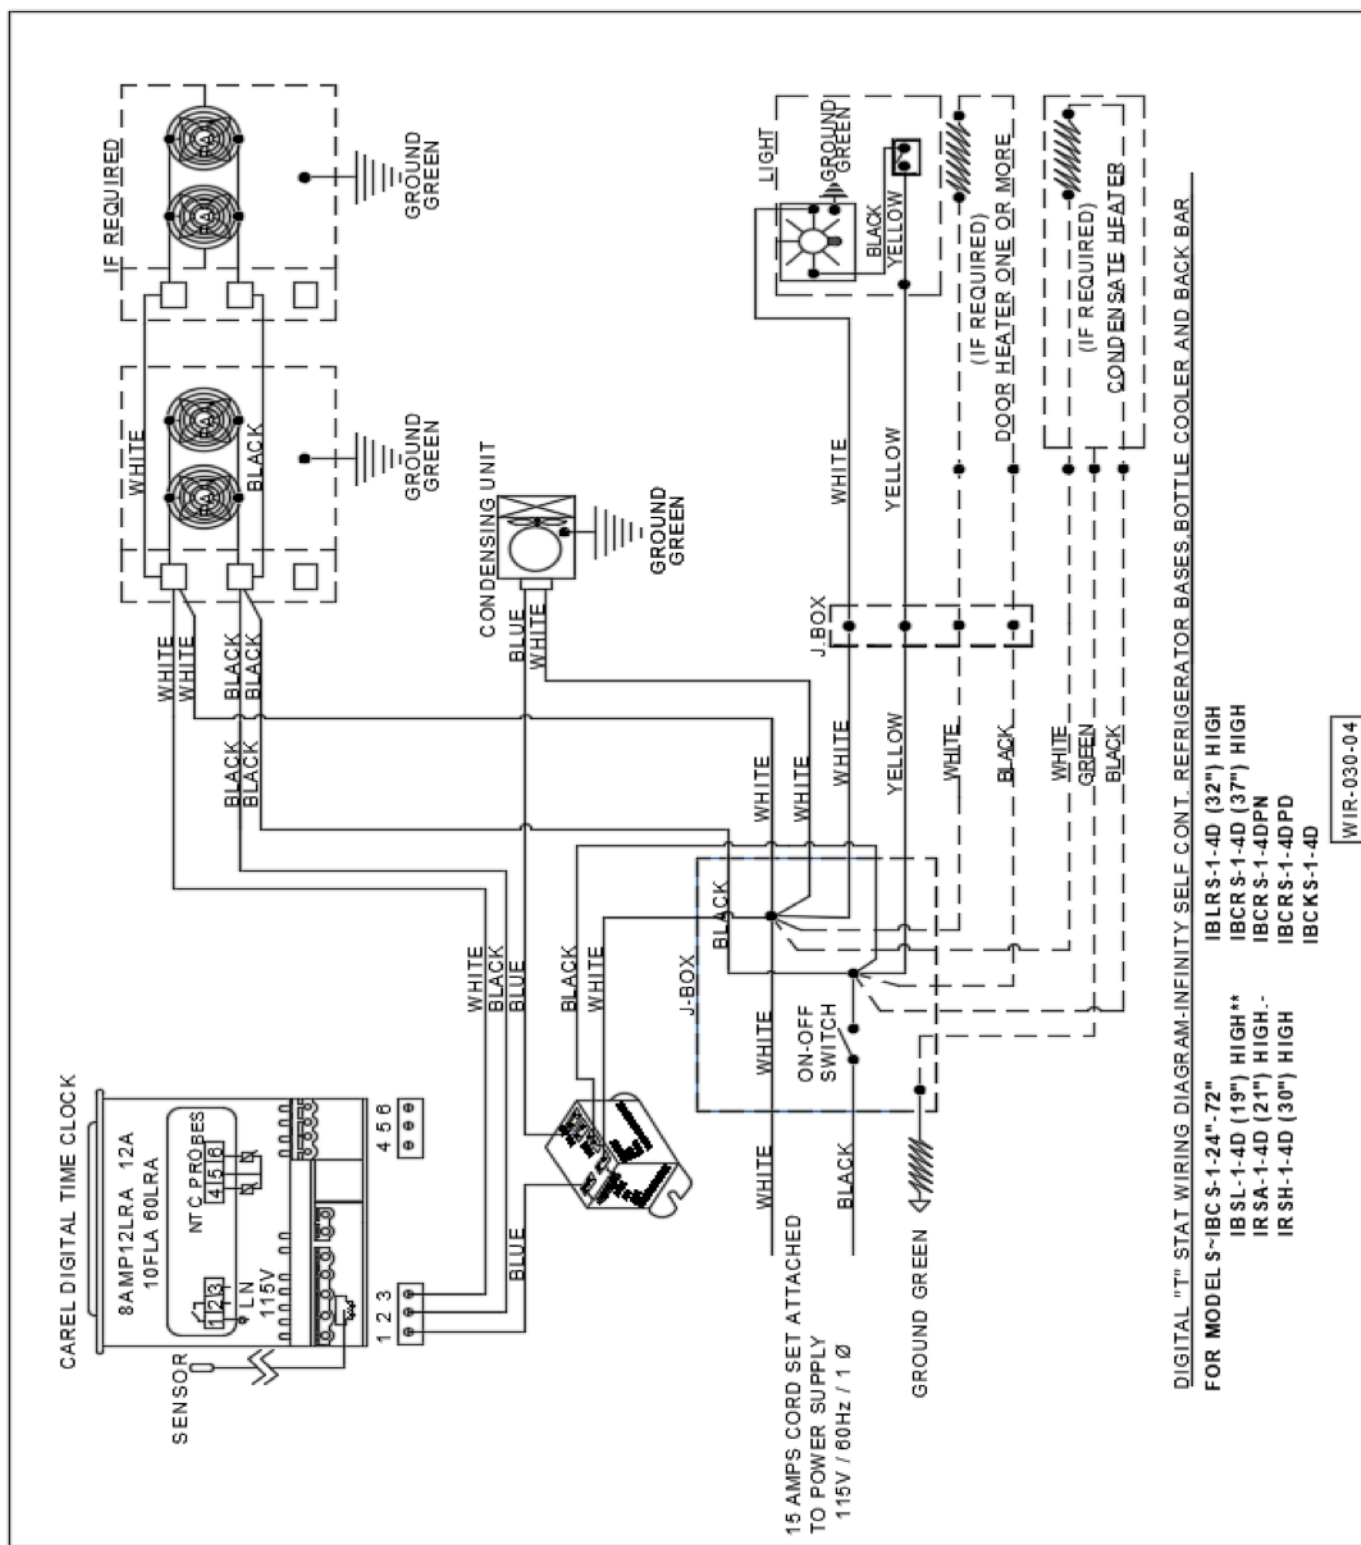 CAREL DIGITAL TIME CLOCK
8AMP12LRA 12A
10FLA 60LRA
NTC PROBES
4 5 6
1 2 3
L N
115V
SENSOR
1 2 3
4 5 6
WHITE
BLACK
BLUE
BLUE
BLACK
WHITE
WHITE
WHITE
BLACK
BLACK
BLACK
BLACK
WHITE
BLACK
GROUND
GREEN
IF REQUIRED
GROUND
GREEN
CONDENSING UNIT
BLUE
WHITE
GROUND
GREEN
J-BOX
BLACK
WHITE
WHITE
WHITE
ON-OFF
SWITCH
WHITE
BLACK
15 AMPS CORD SET ATTACHED
TO POWER SUPPLY
115V / 60Hz / 1 Ø
GROUND GREEN
J.BOX
WHITE
YELLOW
WHITE
BLACK
WHITE
GREEN
BLACK
WHITE
YELLOW
LIGHT
GROUND
GREEN
BLACK
YELLOW
(IF REQUIRED)
DOOR HEATER ONE OR MORE
(IF REQUIRED)
CONDENSATE HEATER
DIGITAL "T" STAT WIRING DIAGRAM-INFINITY SELF CONT. REFRIGERATOR BASES,BOTTLE COOLER AND BACK BAR
FOR MODEL S~IBCS-1-24"-72"
IBSL-1-4D (19") HIGH**
IRSA-1-4D (21") HIGH.-
IRSH-1-4D (30") HIGH
IBLRS-1-4D (32") HIGH
IBCRS-1-4D (37") HIGH
IBCRS-1-4DPN
IBCRS-1-4DPD
IBCKS-1-4D
WIR-030-04